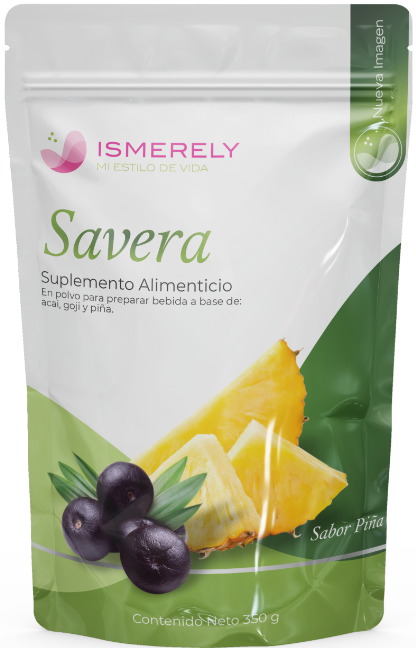 Nueva Imagen
ISMERELY
MI ESTILO DE VIDA
Savera
Suplemento Alimenticio
En polvo para preparar bebida a base de:
acai, goji y piña.
Sabor Piña
Contenido Neto 350 g